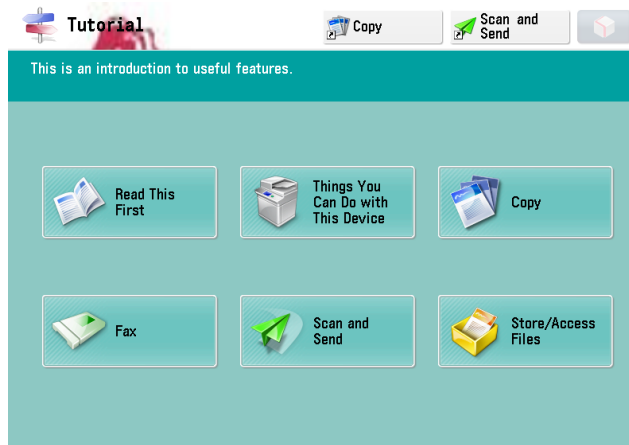 Tutorial
Copy
Scan and
Send
This is an introduction to useful features.
Read This
First
Things You
Can Do with
This Device
Copy
Fax
Scan and
Send
Store/Access
Files